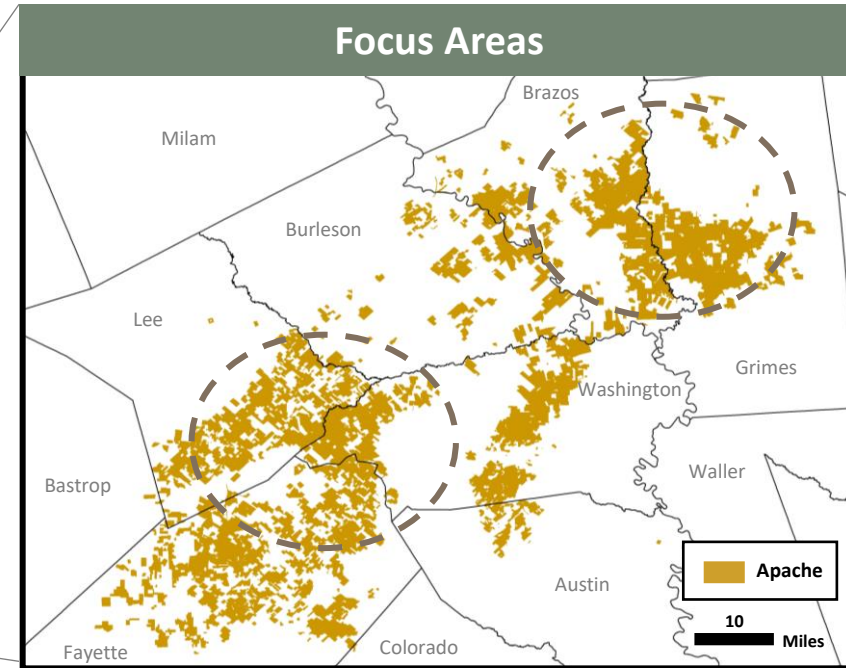 Focus Areas
Brazos
Milam
Burleson
Lee
Grimes
Washington
Waller
Bastrop
Apache
Austin
10
Miles
Colorado
Fayette